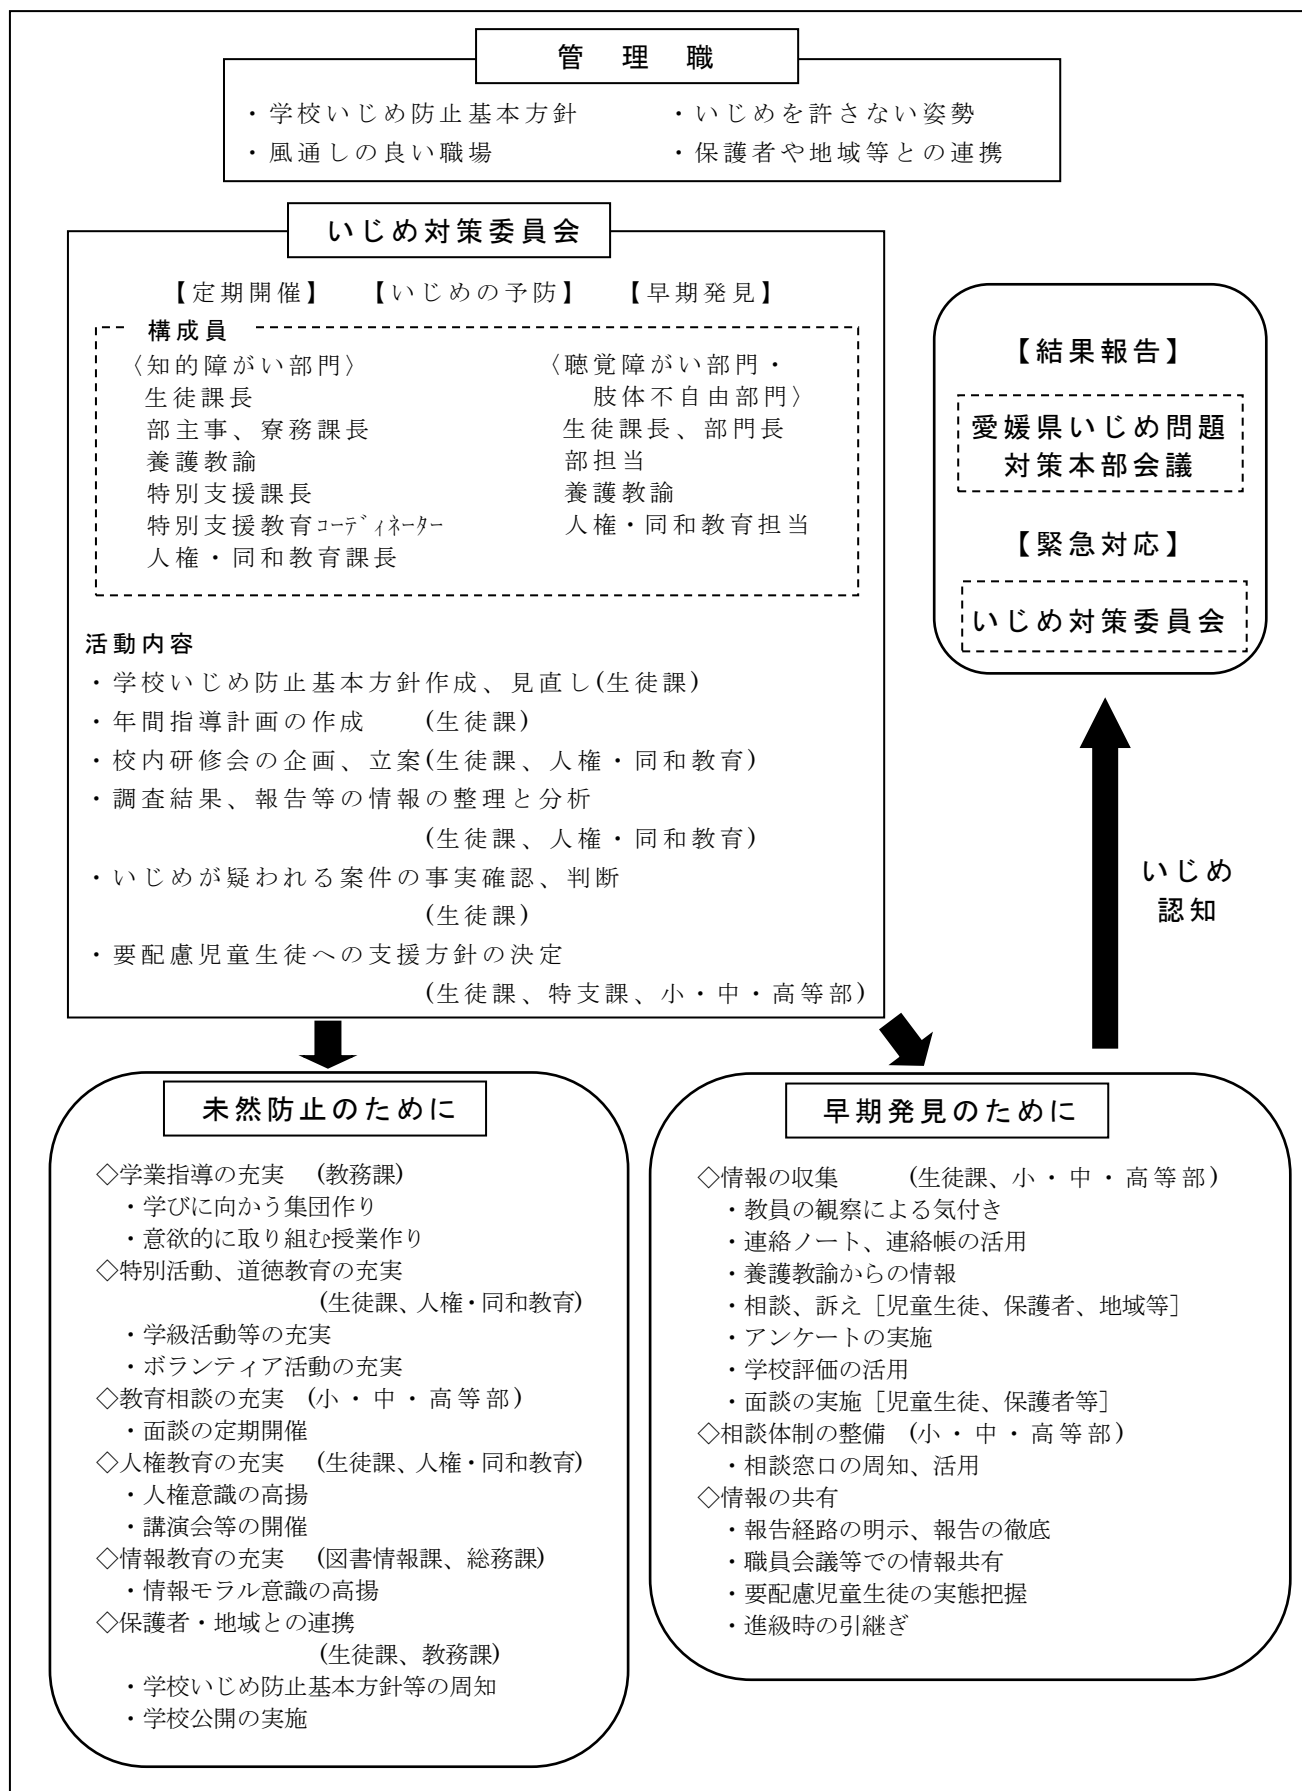 管理職
・学校いじめ防止基本方針　・いじめを許さない姿勢
・風通しの良い職場　・保護者や地域等との連携
いじめ対策委員会
【定期開催】　【いじめの予防】　【早期発見】
構成員
〈知的障がい部門〉
生徒課長
部主事、寮務課長
養護教諭
特別支援課長
特別支援教育ｺｰﾃﾞｨﾈｰﾀｰ
人権・同和教育課長
〈聴覚障がい部門・
肢体不自由部門〉
生徒課長、部門長
部担当
養護教諭
人権・同和教育担当
活動内容
・学校いじめ防止基本方針作成、見直し(生徒課)
・年間指導計画の作成　(生徒課)
・校内研修会の企画、立案(生徒課、人権・同和教育)
・調査結果、報告等の情報の整理と分析
(生徒課、人権・同和教育)
・いじめが疑われる案件の事実確認、判断
(生徒課)
・要配慮児童生徒への支援方針の決定
(生徒課、特支課、小・中・高等部)
【結果報告】
愛媛県いじめ問題
対策本部会議
【緊急対応】
いじめ対策委員会
いじめ
認知
未然防止のために
◇学業指導の充実　(教務課)
・学びに向かう集団作り
・意欲的に取り組む授業作り
◇特別活動、道徳教育の充実
(生徒課、人権・同和教育)
・学級活動等の充実
・ボランティア活動の充実
◇教育相談の充実　(小・中・高等部)
・面談の定期開催
◇人権教育の充実　(生徒課、人権・同和教育)
・人権意識の高揚
・講演会等の開催
◇情報教育の充実　(図書情報課、総務課)
・情報モラル意識の高揚
◇保護者・地域との連携
(生徒課、教務課)
・学校いじめ防止基本方針等の周知
・学校公開の実施
早期発見のために
◇情報の収集　(生徒課、小・中・高等部)
・教員の観察による気付き
・連絡ノート、連絡帳の活用
・養護教諭からの情報
・相談、訴え［児童生徒、保護者、地域等］
・アンケートの実施
・学校評価の活用
・面談の実施［児童生徒、保護者等］
◇相談体制の整備　(小・中・高等部)
・相談窓口の周知、活用
◇情報の共有
・報告経路の明示、報告の徹底
・職員会議等での情報共有
・要配慮児童生徒の実態把握
・進級時の引継ぎ